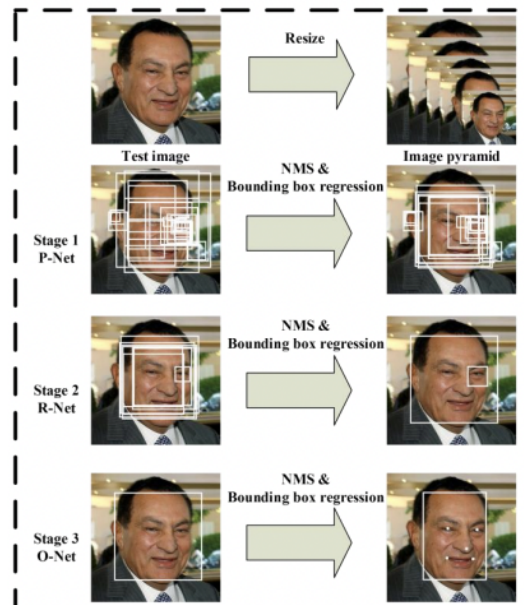 Resize
Test image
Image pyramid
NMS &
Bounding box regression
Stage 1
P-Net
NMS &
Bounding box regression
Stage 2
R-Net
NMS &
Bounding box regression
Stage 3
O-Net